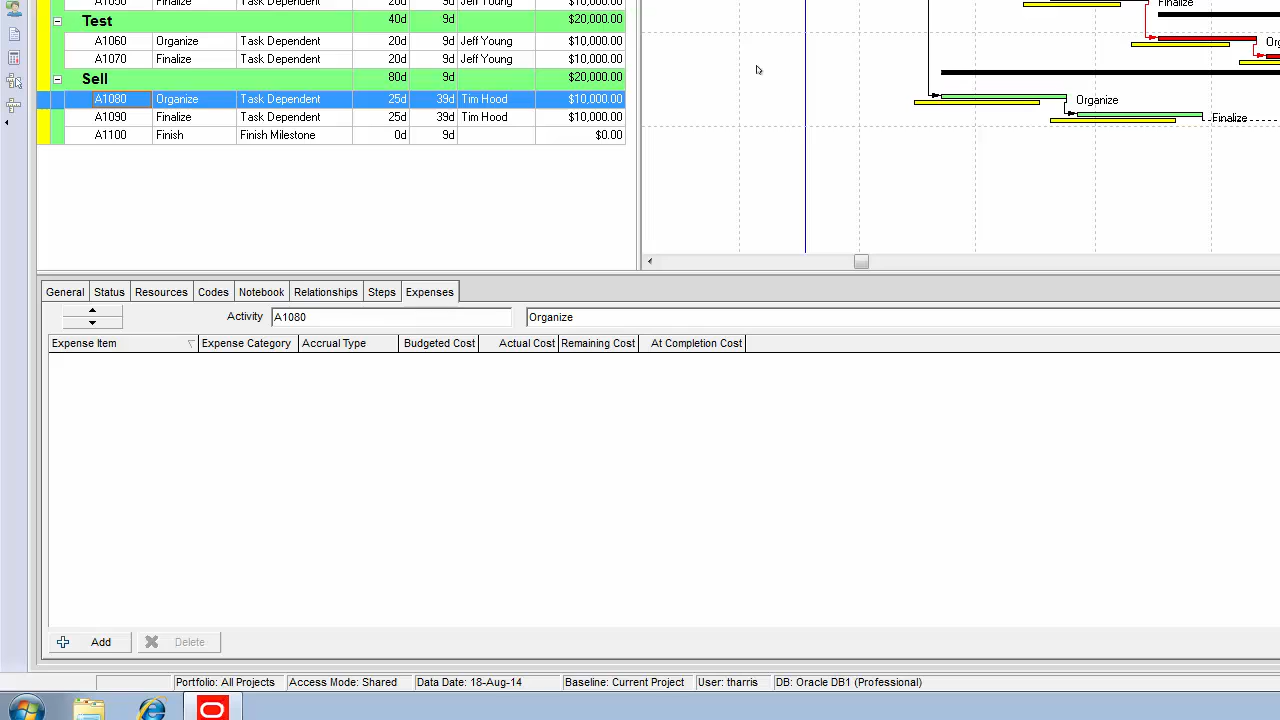 A1050 Finalize Task Dependent 20d 9d Jeff Young $10,000.00
Finalize
Test 40d 9d $20,000.00
A1060 Organize Task Dependent 20d 9d Jeff Young $10,000.00
Or
A1070 Finalize Task Dependent 20d 9d Jeff Young $10,000.00
Sell 80d 9d $20,000.00
A1080 Organize Task Dependent 25d 39d Tim Hood $10,000.00
Organize
A1090 Finalize Task Dependent 25d 39d Tim Hood $10,000.00
Finalize
A1100 Finish Finish Milestone 0d 9d $0.00
General Status Resources Codes Notebook Relationships Steps Expenses
Activity A1080 Organize
Expense Item Expense Category Accrual Type Budgeted Cost Actual Cost Remaining Cost At Completion Cost
Add Delete
Portfolio: All Projects Access Mode: Shared Data Date: 18-Aug-14 Baseline: Current Project User: tharris DB: Oracle DB1 (Professional)